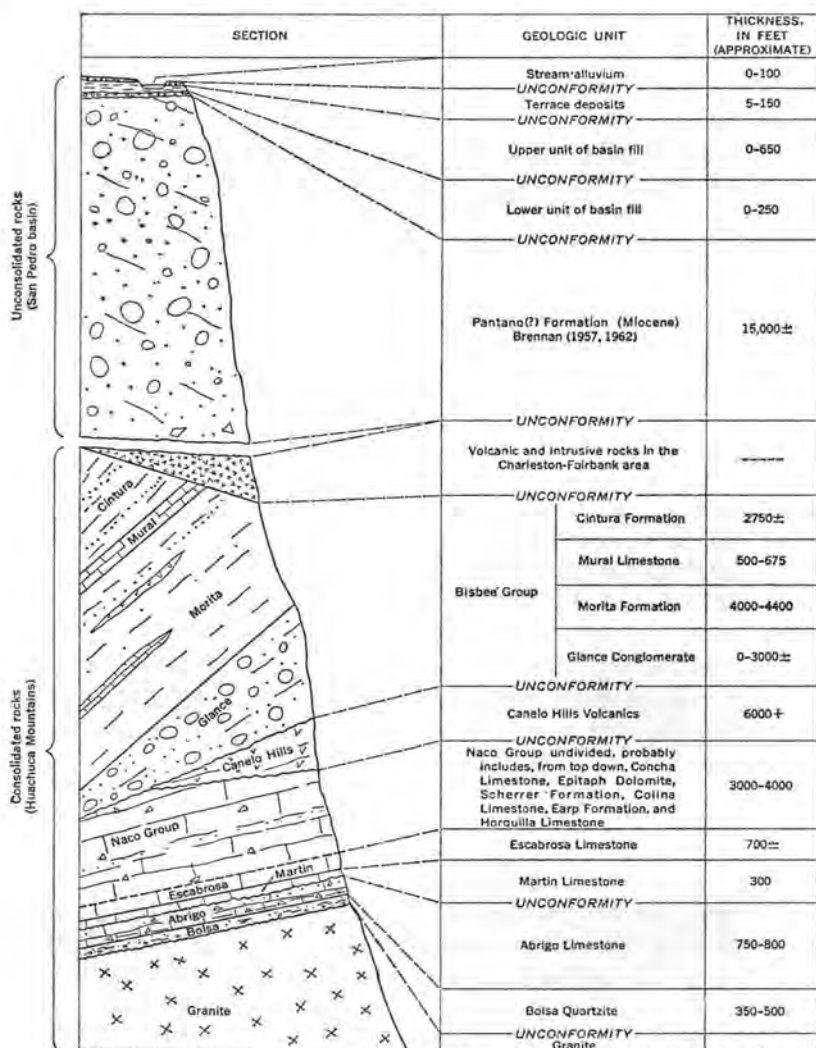 SECTION
GEOLOGIC UNIT
THICKNESS,
IN FEET
(APPROXIMATE)
Unconsolidated rocks
(San Pedro basin)
Stream alluvium
0-100
UNCONFORMITY
Terrace deposits
5-150
UNCONFORMITY
Upper unit of basin fill
0-650
UNCONFORMITY
Lower unit of basin fill
0-250
UNCONFORMITY
Pantano(?) Formation (Miocene)
Brennan (1957, 1962)
15,000±
UNCONFORMITY
Consolidated rocks
(Huachuca Mountains)
Volcanic and intrusive rocks in the
Charleston-Fairbank area
UNCONFORMITY
Bisbee Group
Cintura Formation
2750±
Mural Limestone
500-675
Morita Formation
4000-4400
Glance Conglomerate
0-3000±
UNCONFORMITY
Canelo Hills Volcanics
6000+
UNCONFORMITY
Naco Group undivided, probably
includes, from top down, Concha
Limestone, Epitaph Dolomite,
Scherrer Formation, Colina
Limestone, Earp Formation, and
Horquilla Limestone
3000-4000
Escabrosa Limestone
700±
Martin Limestone
300
UNCONFORMITY
Abrigo Limestone
750-800
Bolsa Quartzite
350-500
UNCONFORMITY
Granite
Cintura
Mural
Morita
Glance
Canelo Hills
Naco Group
Escabrosa
Martin
Abrigo
Bolsa
Granite